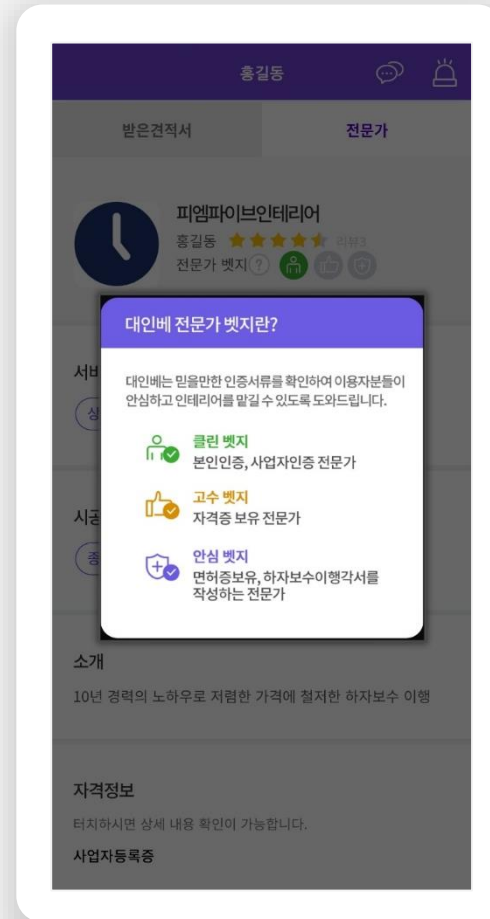 홍길동
받은견적서
전문가
피엠파이브인테리어
홍길동 리뷰3
전문가 벳지 ?
대인베 전문가 벳지란?
대인베는 믿을만한 인증서류를 확인하여 이용자분들이
안심하고 인테리어를 맡길 수 있도록 도와드립니다.
클린 벳지
본인인증, 사업자인증 전문가
고수 벳지
자격증 보유 전문가
안심 벳지
면허증보유, 하자보수이행각서를
작성하는 전문가
소개
10년 경력의 노하우로 저렴한 가격에 철저한 하자보수 이행
자격정보
터치하시면 상세 내용 확인이 가능합니다.
사업자등록증